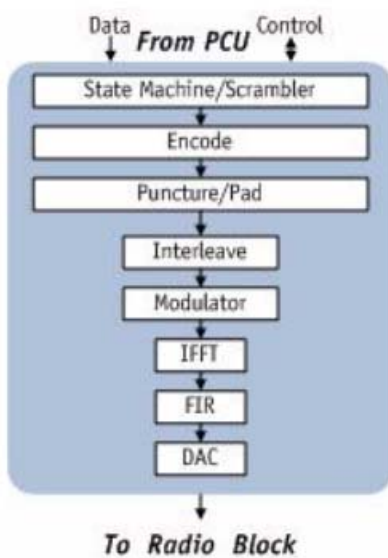 Data
Control
From PCU
State Machine/Scrambler
Encode
Puncture/Pad
Interleave
Modulator
IFFT
FIR
DAC
To Radio Block